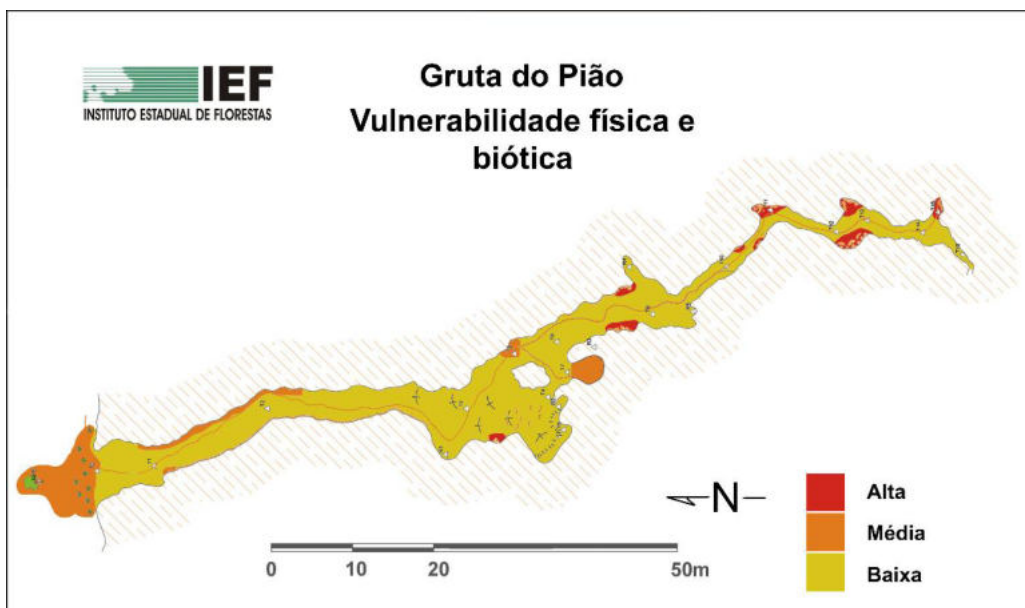 IEF
INSTITUTO ESTADUAL DE FLORESTAS
Gruta do Pião
Vulnerabilidade física e
biótica
N
Alta
Média
Baixa
0 10 20 50m